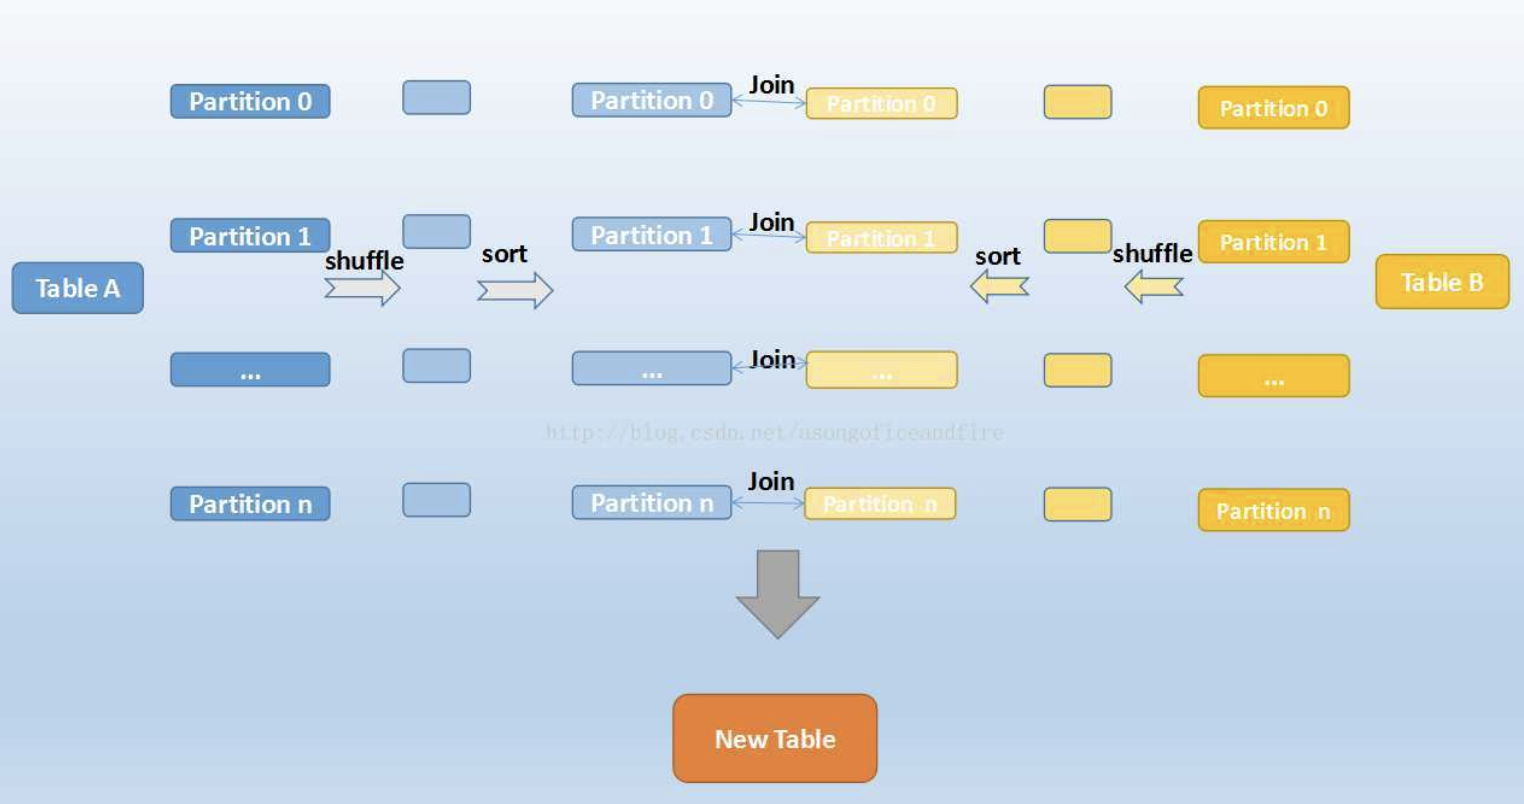 Join
Partition 0
Partition 0
Partition 0
Partition 0
Join
Partition 1
Partition 1
Partition 1
Partition 1
shuffle
sort
sort
shuffle
Table A
Table B
...
...
Join
...
...
http://blog.csdn.net/asongoficeandfire
Join
Partition n
Partition n
Partition n
Partition n
New Table